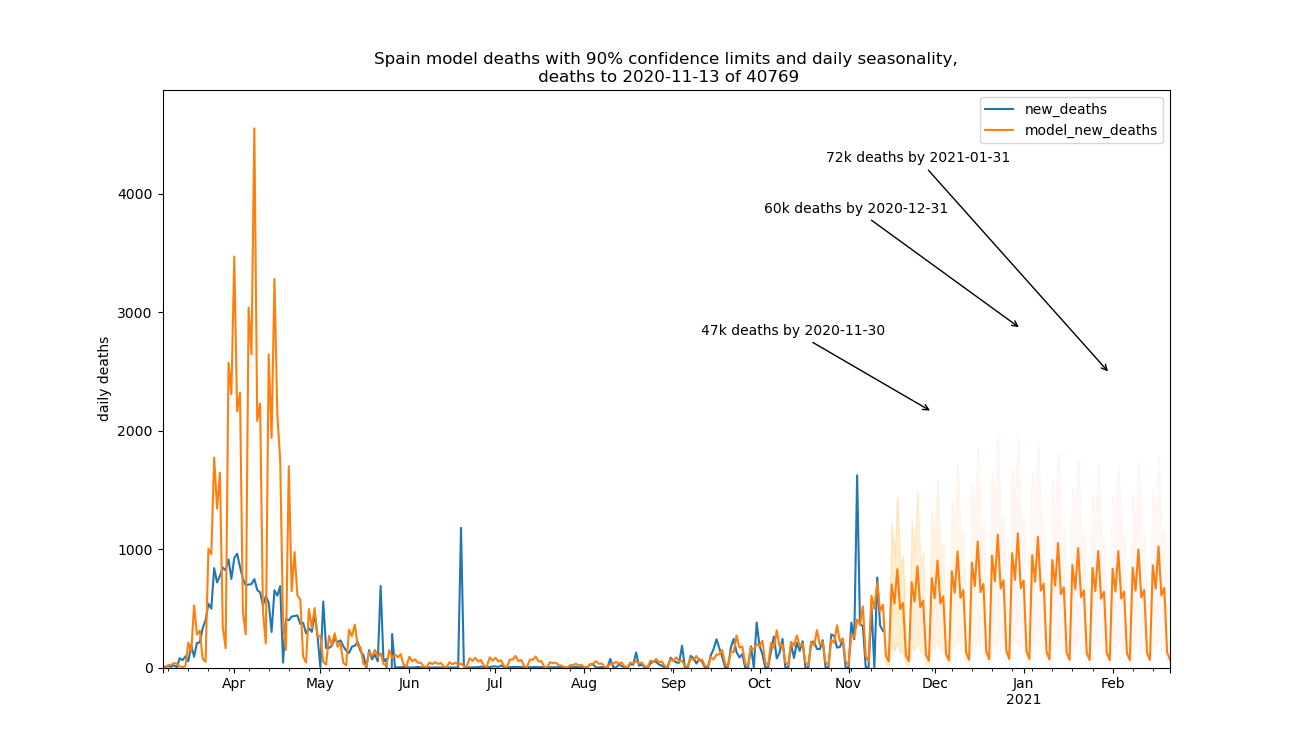 Spain model deaths with 90% confidence limits and daily seasonality,
deaths to 2020-11-13 of 40769
new_deaths
model_new_deaths
72k deaths by 2021-01-31
60k deaths by 2020-12-31
47k deaths by 2020-11-30
daily deaths
4000
3000
2000
1000
0
Apr May Jun Jul Aug Sep Oct Nov Dec Jan Feb
2021